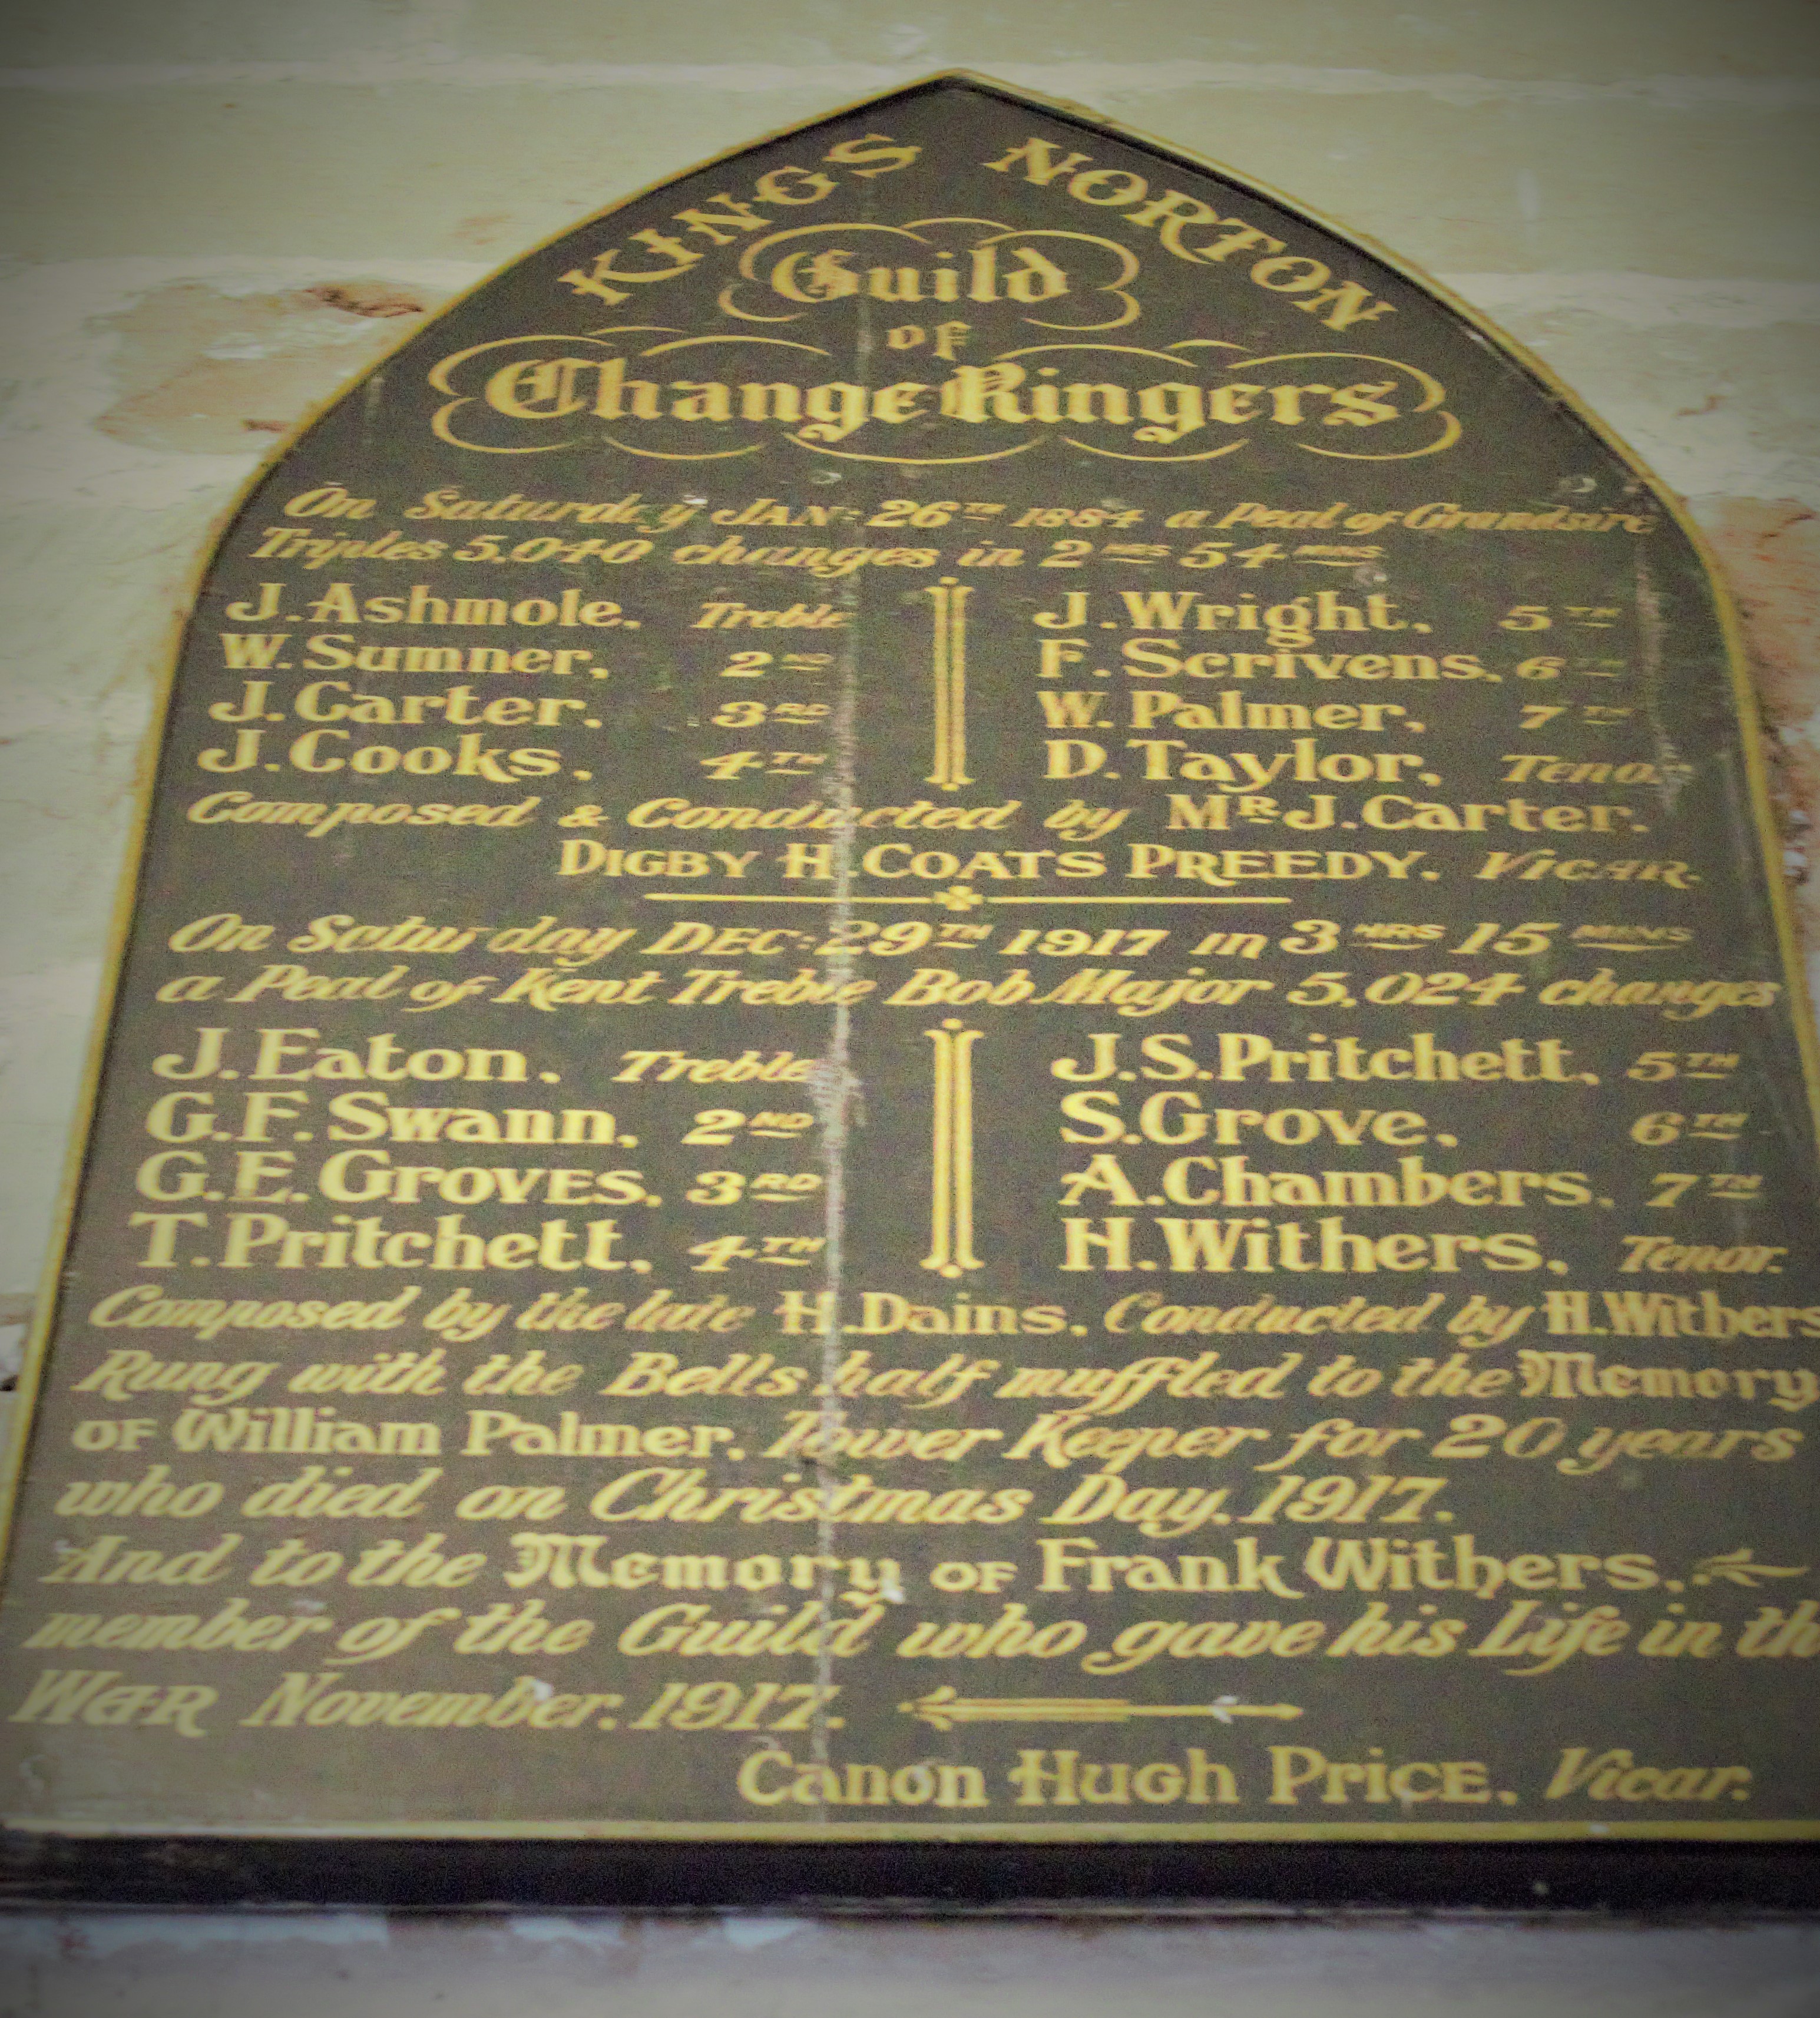 KINGS NORTON
Guild
OF
Change Ringers
On Saturday JAN: 26TH 1884 a Peal of Grandsire
Triples 5,040 changes in 2 HRS 54 MINS
J. Ashmole. Treble J. Wright, 5TH
W. Sumner, 2ND F. Scrivens, 6TH
J. Carter. 3RD W. Palmer, 7TH
J. Cooks, 4TH D. Taylor, Tenor
Composed & Conducted by MR J. Carter.
DIGBY H. COATS PREEDY. VICAR.
On Saturday DEC: 29TH 1917 in 3 HRS 15 MINS
a Peal of Kent Treble Bob Major 5,024 changes
J. Eaton, Treble J.S. Pritchett, 5TH
G.F. Swann, 2ND S. Grove, 6TH
G.E. GROVES, 3RD A. Chambers, 7TH
T. Pritchett, 4TH H. Withers, Tenor.
Composed by the late H. Dains, Conducted by H. Withers
Rung with the Bells half muffled to the Memory
OF William Palmer, Tower Keeper for 20 years
who died on Christmas Day. 1917.
And to the Memory OF Frank Withers,
member of the Guild who gave his Life in th
WAR November. 1917.
Canon HUGH PRICE, Vicar.